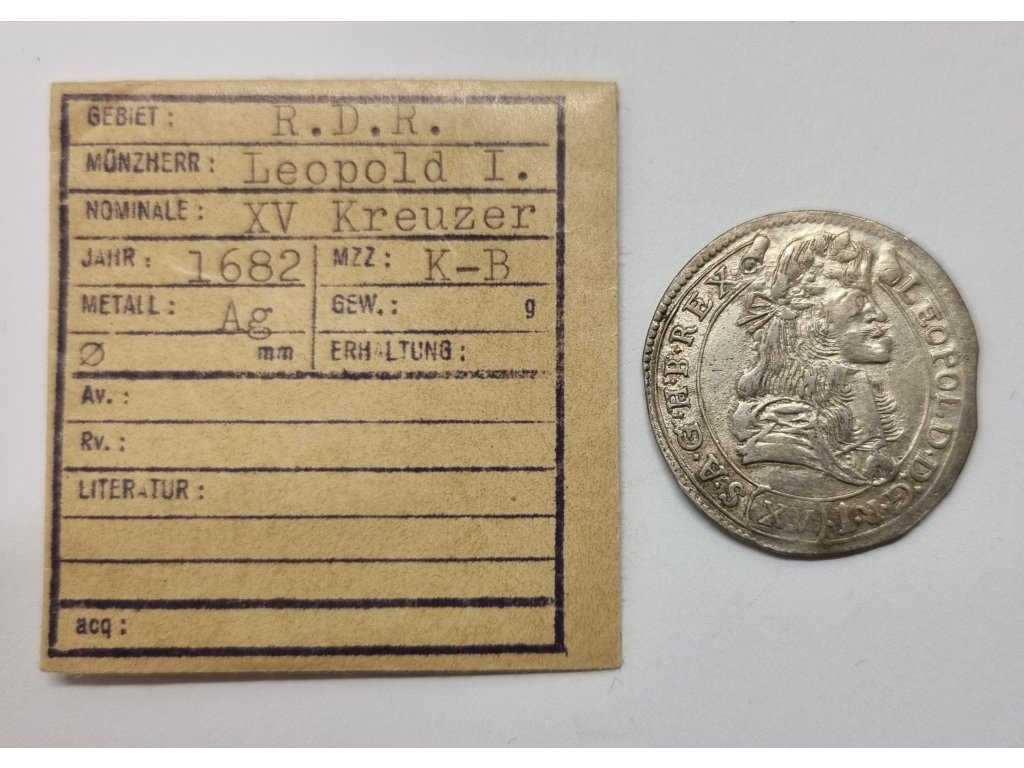 GEBIET: R.D.R.
MÜNZHERR: Leopold I.
NOMINALE: XV Kreuzer
JAHR: 1682 MZZ: K-B
METALL: Ag GEW.: g
Ø mm ERHALTUNG:
Av.:
Rv.:
LITERATUR:
acq:
LEOPOLD·D·G·R·I·S·A·G·H·B·REX
XV